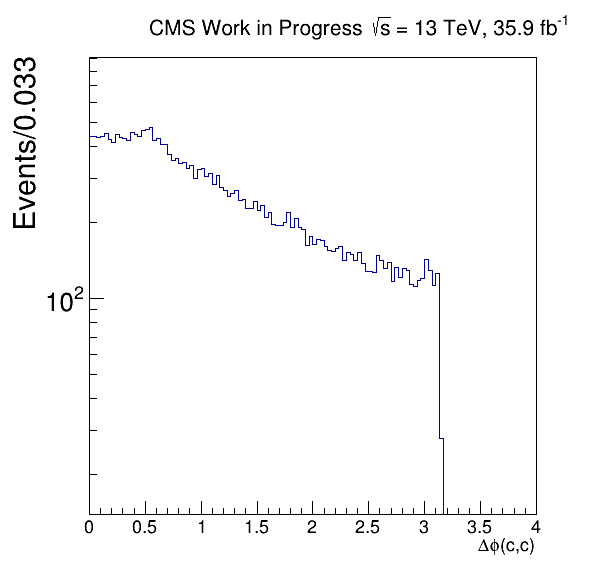 CMS Work in Progress √s = 13 TeV, 35.9 fb⁻¹
Events/0.033
10²
0 0.5 1 1.5 2 2.5 3 3.5 4
Δϕ(c,c)